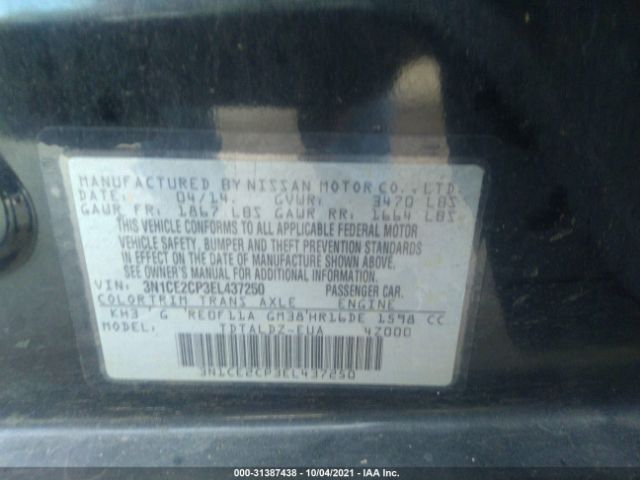 MANUFACTURED BY NISSAN MOTOR CO., LTD.
DATE: 04/14 GVWR: 3470 LBS
GAWR FR: 1867 LBS GAWR RR: 1664 LBS
THIS VEHICLE CONFORMS TO ALL APPLICABLE FEDERAL MOTOR
VEHICLE SAFETY, BUMPER AND THEFT PREVENTION STANDARDS
IN EFFECT ON THE DATE OF MANUFACTURE SHOWN ABOVE.
SEE OWNER'S MANUAL FOR ADDITIONAL INFORMATION.
VIN: 3N1CE2CP3EL437250 PASSENGER CAR.
COLOR TRIM TRANS AXLE ENGINE
KH3 ' G 'RE0F11A GM38'HR16DE 1598 CC
MODEL: TDTALDZ-EUA 4Z000
3N1CE2CP3EL437250
000-31387438 - 10/04/2021 - IAA Inc.